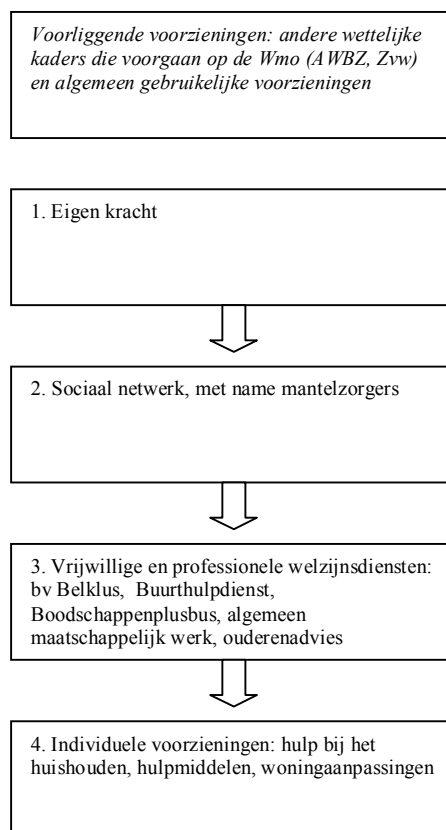 Voorliggende voorzieningen: andere wettelijke
kaders die voorgaan op de Wmo (AWBZ, Zvw)
en algemeen gebruikelijke voorzieningen
1. Eigen kracht
2. Sociaal netwerk, met name mantelzorgers
3. Vrijwillige en professionele welzijnsdiensten:
bv Belklus, Buurthulpdienst,
Boodschappenplusbus, algemeen
maatschappelijk werk, ouderenadvies
4. Individuele voorzieningen: hulp bij het
huishouden, hulpmiddelen, woningaanpassingen